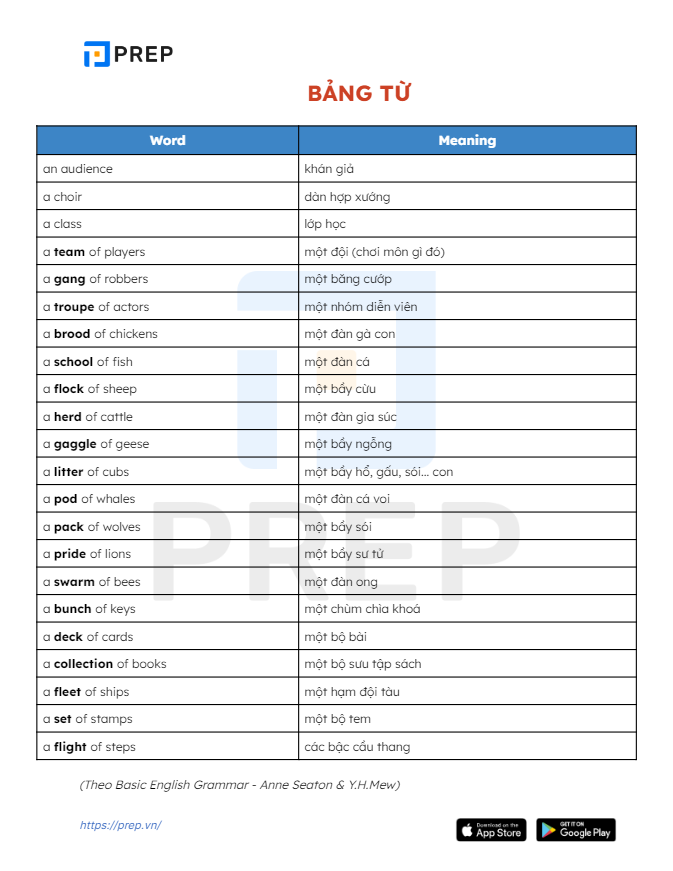 PREP
BẢNG TỪ
Word Meaning
an audience khán giả
a choir dàn hợp xướng
a class lớp học
a team of players một đội (chơi môn gì đó)
a gang of robbers một băng cướp
a troupe of actors một nhóm diễn viên
a brood of chickens một đàn gà con
a school of fish một đàn cá
a flock of sheep một bầy cừu
a herd of cattle một đàn gia súc
a gaggle of geese một bầy ngỗng
a litter of cubs một bầy hổ, gấu, sói... con
a pod of whales một đàn cá voi
a pack of wolves một bầy sói
a pride of lions một bầy sư tử
a swarm of bees một đàn ong
a bunch of keys một chùm chìa khoá
a deck of cards một bộ bài
a collection of books một bộ sưu tập sách
a fleet of ships một hạm đội tàu
a set of stamps một bộ tem
a flight of steps các bậc cầu thang
PREP
(Theo Basic English Grammar - Anne Seaton & Y.H.Mew)
https://prep.vn/
Download on the
App Store
GET IT ON
Google Play